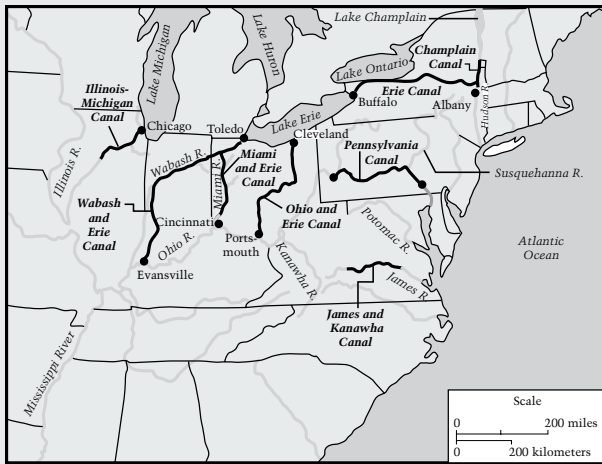 Lake Champlain
Lake Michigan
Lake Huron
Lake Ontario
Champlain
Canal
Illinois-
Michigan
Canal
Erie Canal
Buffalo
Albany
Hudson R.
Chicago
Toledo
Lake Erie
Cleveland
Illinois R.
Wabash R.
Miami R.
Miami
and Erie
Canal
Pennsylvania
Canal
Susquehanna R.
Wabash
and
Erie
Canal
Cincinnati
Ohio R.
Ports-
mouth
Ohio and
Erie Canal
Potomac R.
Atlantic
Ocean
Evansville
Kanawha R.
James R.
James and
Kanawha
Canal
Mississippi River
Scale
0 200 miles
0 200 kilometers